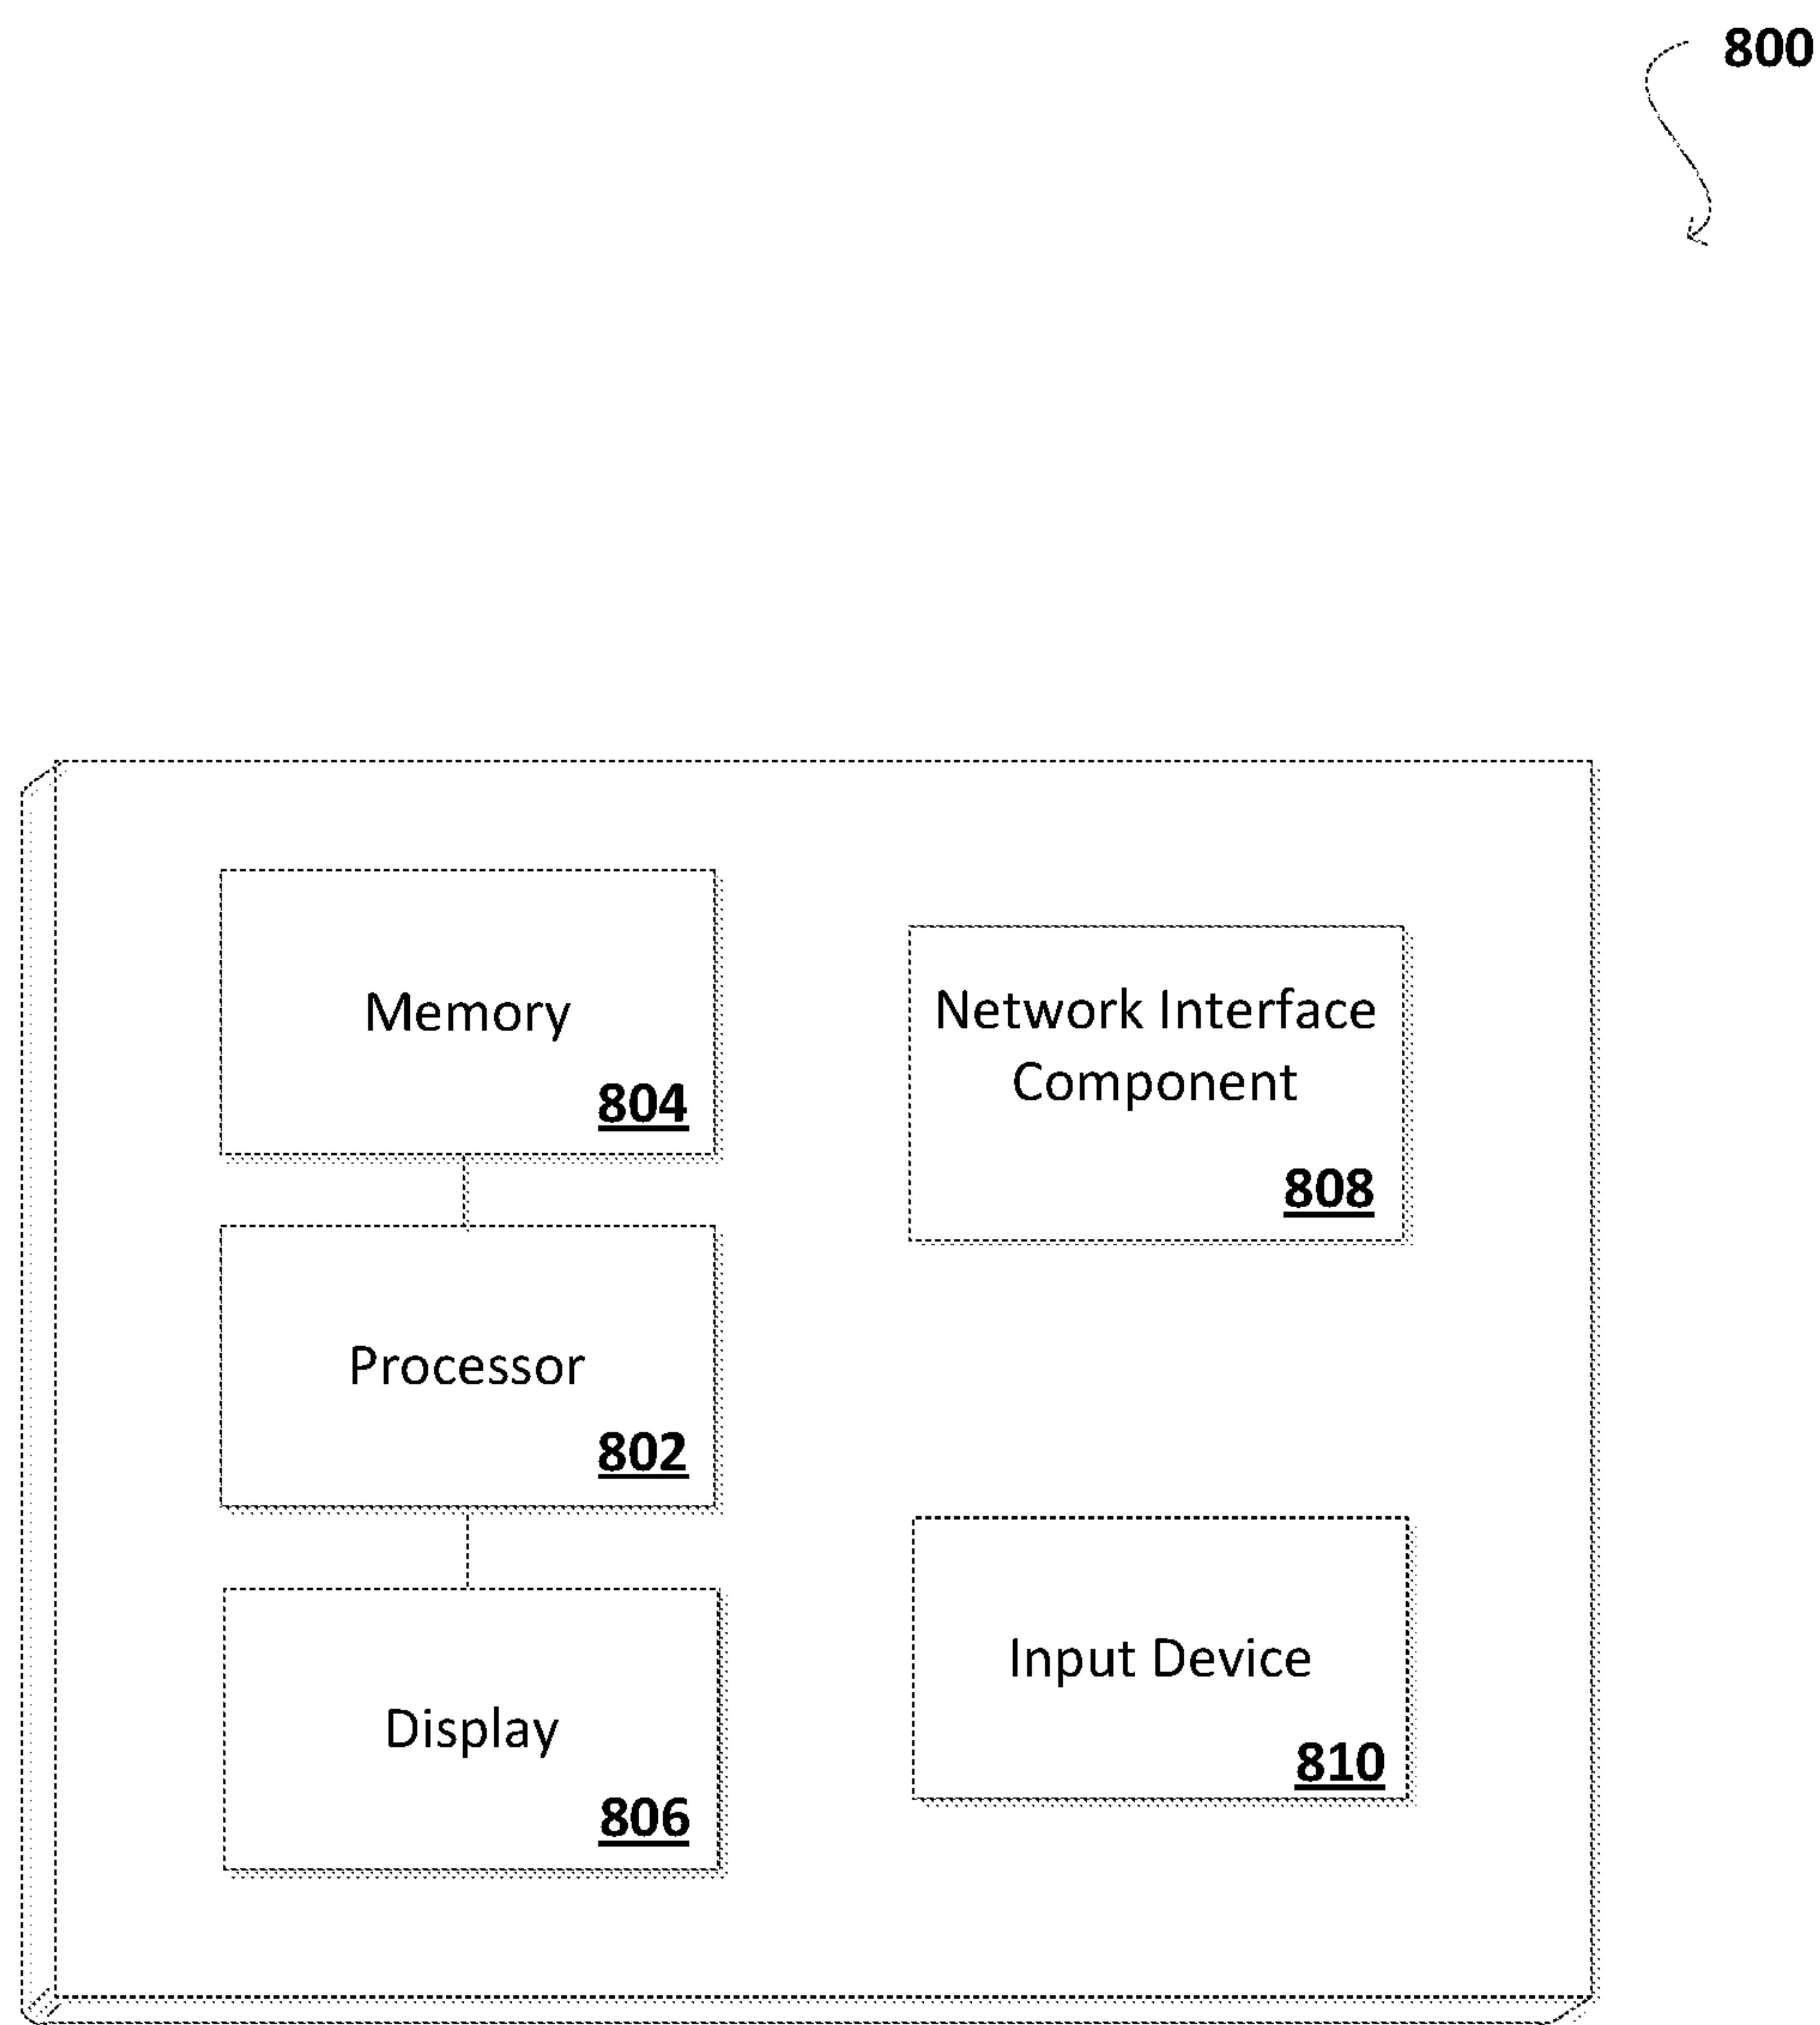 800
Memory
804
Network Interface
Component
808
Processor
802
Input Device
810
Display
806